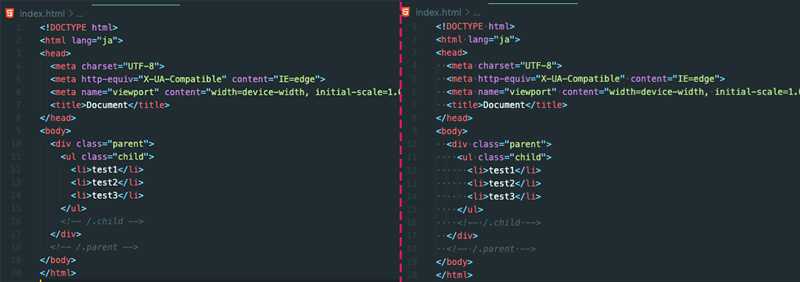 index.html > ...
1 <!DOCTYPE html>
2 <html lang="ja">
3 <head>
4 <meta charset="UTF-8">
5 <meta http-equiv="X-UA-Compatible" content="IE=edge">
6 <meta name="viewport" content="width=device-width, initial-scale=1.0
7 <title>Document</title>
8 </head>
9 <body>
10 <div class="parent">
11 <ul class="child">
12 <li>test1</li>
13 <li>test2</li>
14 <li>test3</li>
15 </ul>
16 <!-- /.child -->
17 </div>
18 <!-- /.parent -->
19 </body>
20 </html>
index.html > ...
1 <!DOCTYPE html>
2 <html lang="ja">
3 <head>
4 <meta charset="UTF-8">
5 <meta http-equiv="X-UA-Compatible" content="IE=edge">
6 <meta name="viewport" content="width=device-width, initial-scale=1.0
7 <title>Document</title>
8 </head>
9 <body>
10 <div class="parent">
11 <ul class="child">
12 <li>test1</li>
13 <li>test2</li>
14 <li>test3</li>
15 </ul>
16 <!-- /.child -->
17 </div>
18 <!-- /.parent -->
19 </body>
20 </html>